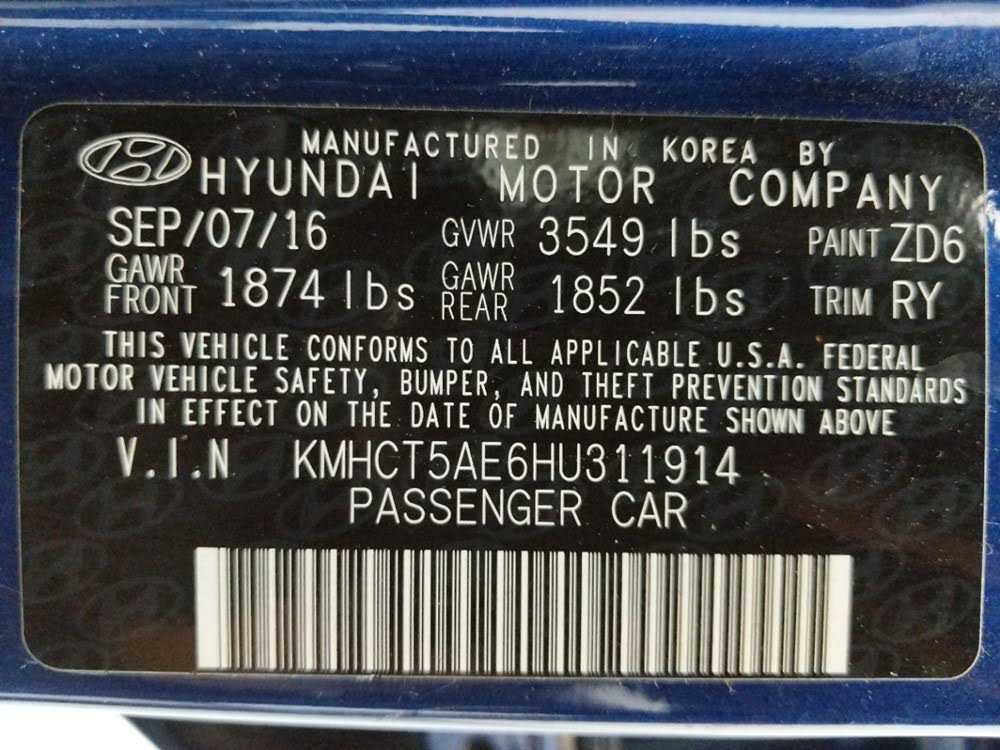 MANUFACTURED IN KOREA BY
HYUNDAI MOTOR COMPANY
SEP/07/16 GVWR 3549 lbs PAINT ZD6
GAWR FRONT 1874 lbs GAWR REAR 1852 lbs TRIM RY
THIS VEHICLE CONFORMS TO ALL APPLICABLE U.S.A. FEDERAL
MOTOR VEHICLE SAFETY, BUMPER, AND THEFT PREVENTION STANDARDS
IN EFFECT ON THE DATE OF MANUFACTURE SHOWN ABOVE
V.I.N KMHCT5AE6HU311914
PASSENGER CAR